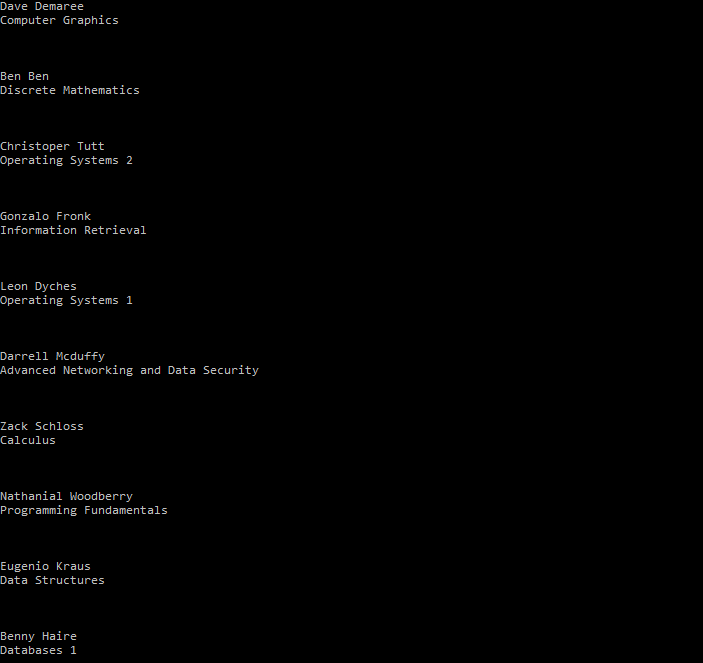 Dave Demaree
Computer Graphics
Ben Ben
Discrete Mathematics
Christoper Tutt
Operating Systems 2
Gonzalo Fronk
Information Retrieval
Leon Dyches
Operating Systems 1
Darrell Mcduffy
Advanced Networking and Data Security
Zack Schloss
Calculus
Nathanial Woodberry
Programming Fundamentals
Eugenio Kraus
Data Structures
Benny Haire
Databases 1